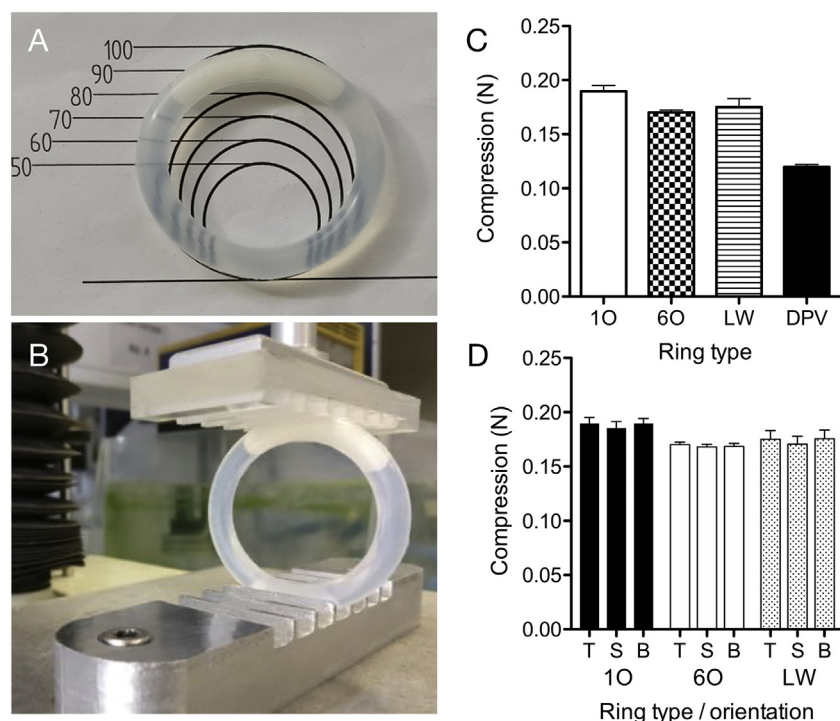 A
100
90
80
70
60
50
B
C
Compression (N)
0.25
0.20
0.15
0.10
0.05
0.00
1O 6O LW DPV
Ring type
D
Compression (N)
0.25
0.20
0.15
0.10
0.05
0.00
T S B T S B T S B
1O 6O LW
Ring type / orientation